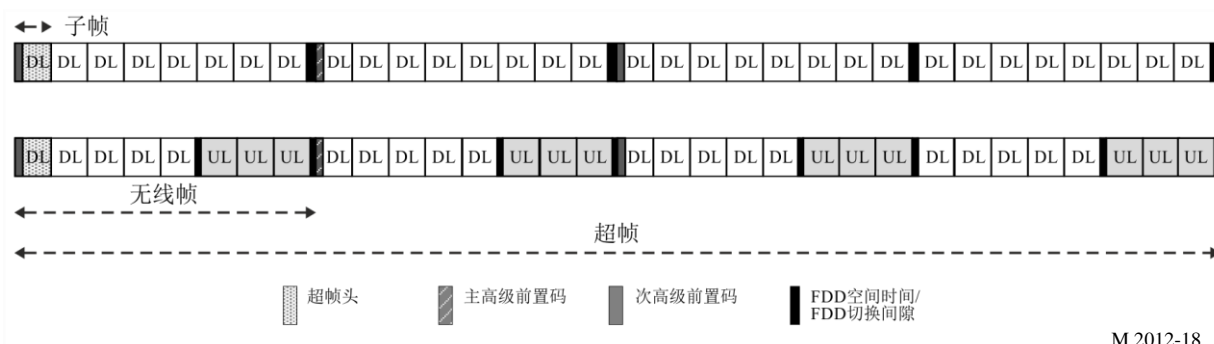 子帧
DL DL DL DL DL DL DL DL DL DL DL DL DL DL DL DL DL DL DL DL DL DL DL DL DL DL DL DL DL DL DL DL
DL DL DL DL DL UL UL UL DL DL DL DL DL UL UL UL DL DL DL DL DL UL UL UL DL DL DL DL DL UL UL UL
无线帧
超帧
超帧头
主高级前置码
次高级前置码
FDD空间时间/
FDD切换间隙
M.2012-18